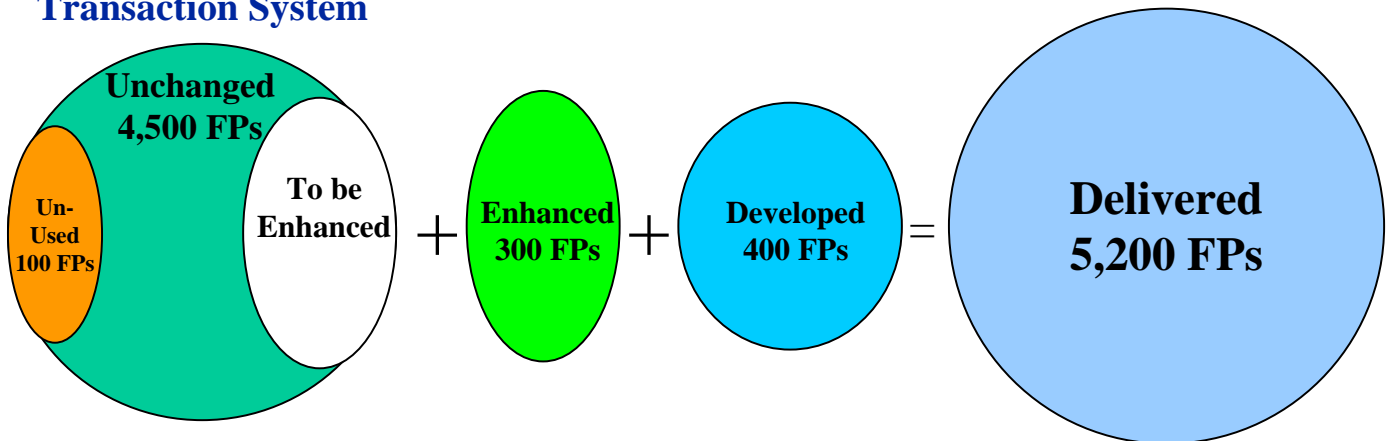 Transaction System
Unchanged
4,500 FPs
Un-
Used
100 FPs
To be
Enhanced
+
Enhanced
300 FPs
+
Developed
400 FPs
=
Delivered
5,200 FPs